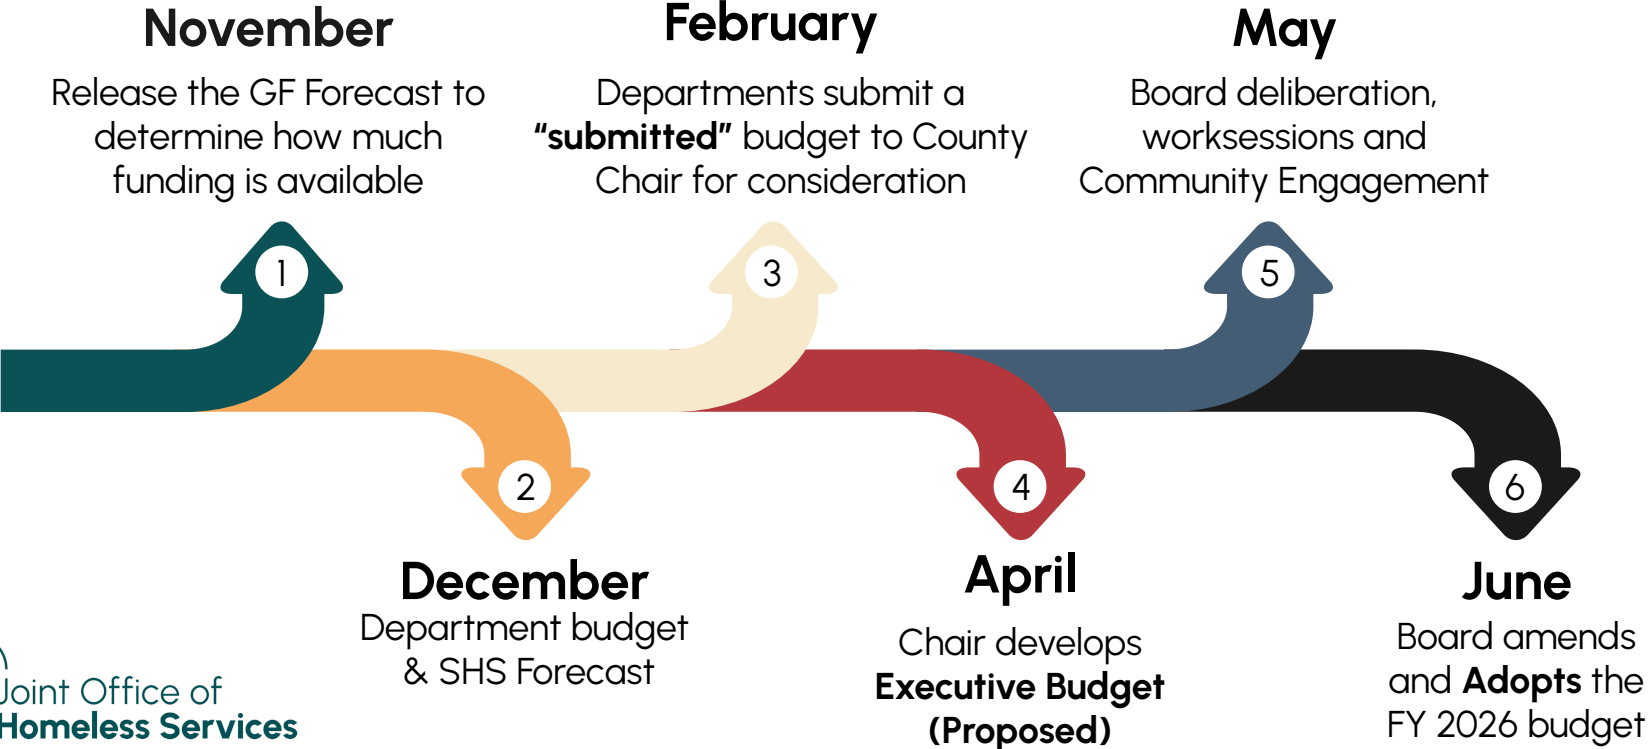 November
Release the GF Forecast to
determine how much
funding is available
February
Departments submit a
“submitted” budget to County
Chair for consideration
May
Board deliberation,
worksessions and
Community Engagement
1
3
5
2
4
6
December
Department budget
& SHS Forecast
April
Chair develops
Executive Budget
(Proposed)
June
Board amends
and Adopts the
FY 2026 budget
Joint Office of
Homeless Services